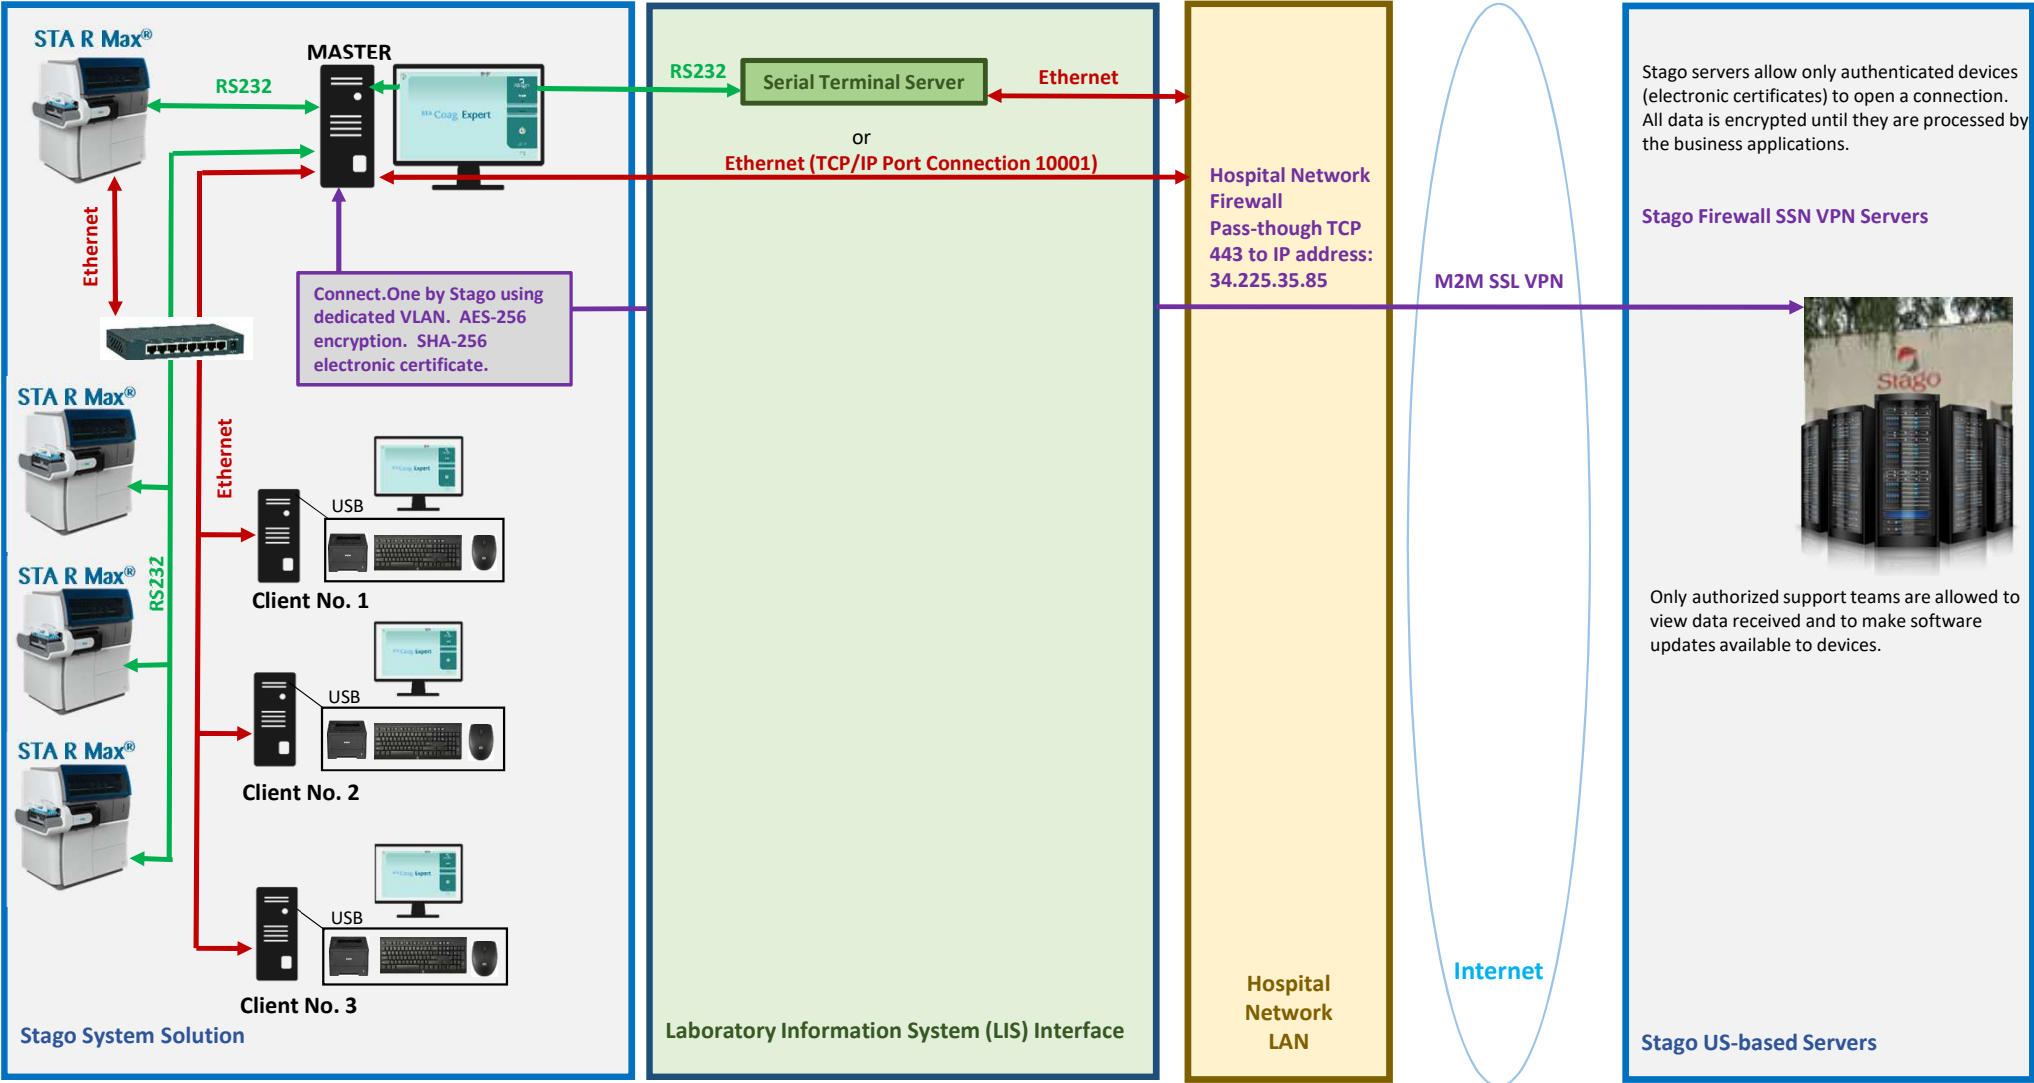 STA R Max®
MASTER
RS232
STA Coag Expert
Ethernet
Connect.One by Stago using
dedicated VLAN.  AES-256
encryption.  SHA-256
electronic certificate.
STA R Max®
Ethernet
USB
Client No. 1
STA R Max®
RS232
USB
Client No. 2
STA R Max®
USB
Client No. 3
Stago System Solution
RS232
Serial Terminal Server
Ethernet
or
Ethernet (TCP/IP Port Connection 10001)
Laboratory Information System (LIS) Interface
Hospital Network
Firewall
Pass-though TCP
443 to IP address:
34.225.35.85
Hospital
Network
LAN
M2M SSL VPN
Internet
Stago servers allow only authenticated devices
(electronic certificates) to open a connection.
All data is encrypted until they are processed by
the business applications.
Stago Firewall SSN VPN Servers
Stago
Only authorized support teams are allowed to
view data received and to make software
updates available to devices.
Stago US-based Servers